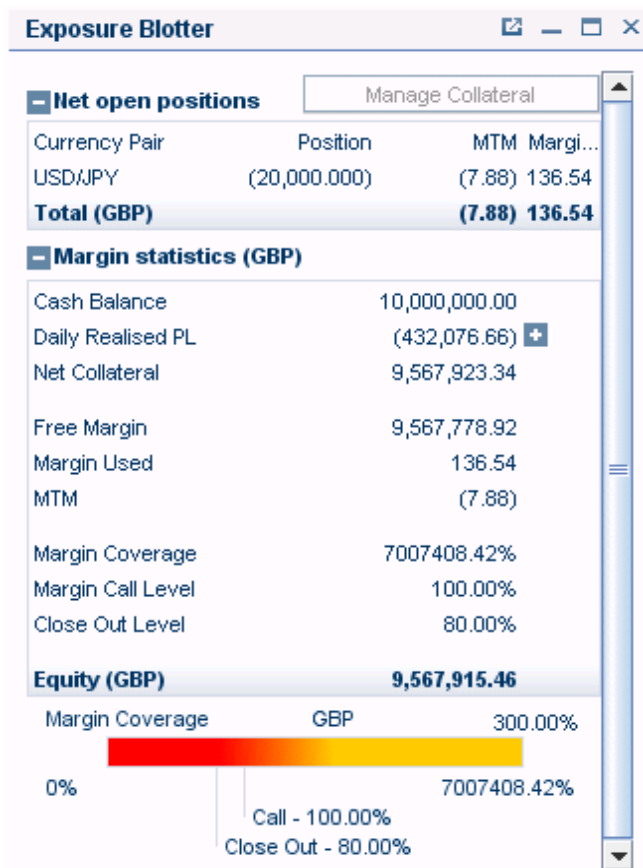 Exposure Blotter
Net open positions Manage Collateral
Currency Pair Position MTM Margi...
USD/JPY (20,000.000) (7.88) 136.54
Total (GBP) (7.88) 136.54
Margin statistics (GBP)
Cash Balance 10,000,000.00
Daily Realised PL (432,076.66)
Net Collateral 9,567,923.34
Free Margin 9,567,778.92
Margin Used 136.54
MTM (7.88)
Margin Coverage 7007408.42%
Margin Call Level 100.00%
Close Out Level 80.00%
Equity (GBP) 9,567,915.46
Margin Coverage GBP 300.00%
0% 7007408.42%
Call - 100.00%
Close Out - 80.00%